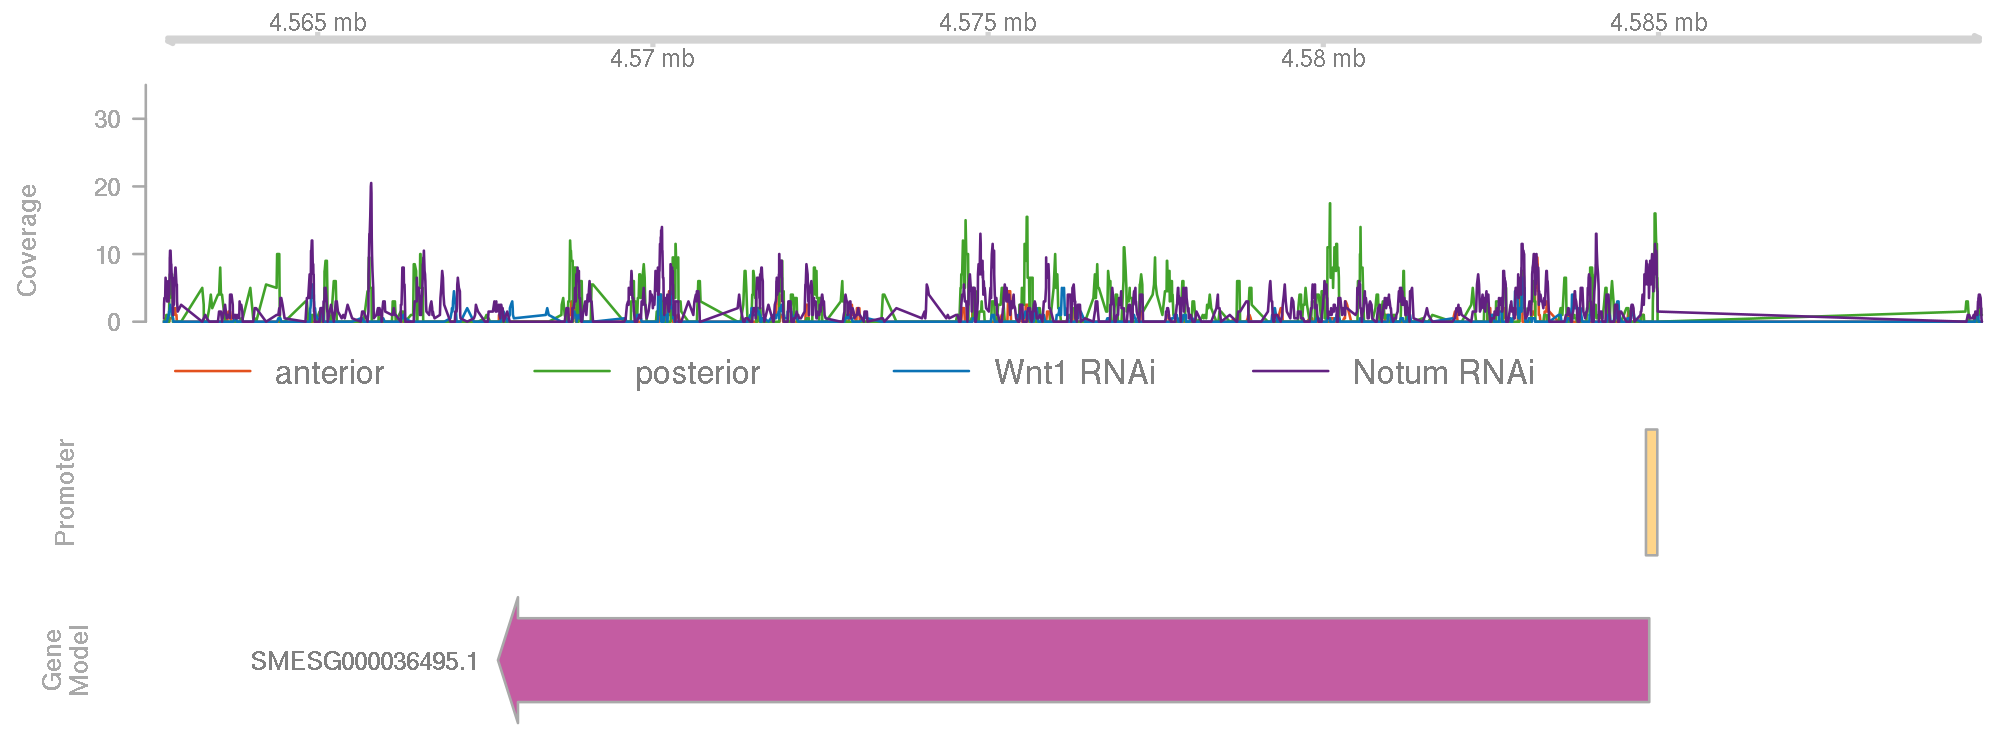 4.565 mb 4.575 mb 4.585 mb
4.57 mb 4.58 mb
Coverage
30
20
10
0
anterior posterior Wnt1 RNAi Notum RNAi
Promoter
Gene
Model
SMESG000036495.1